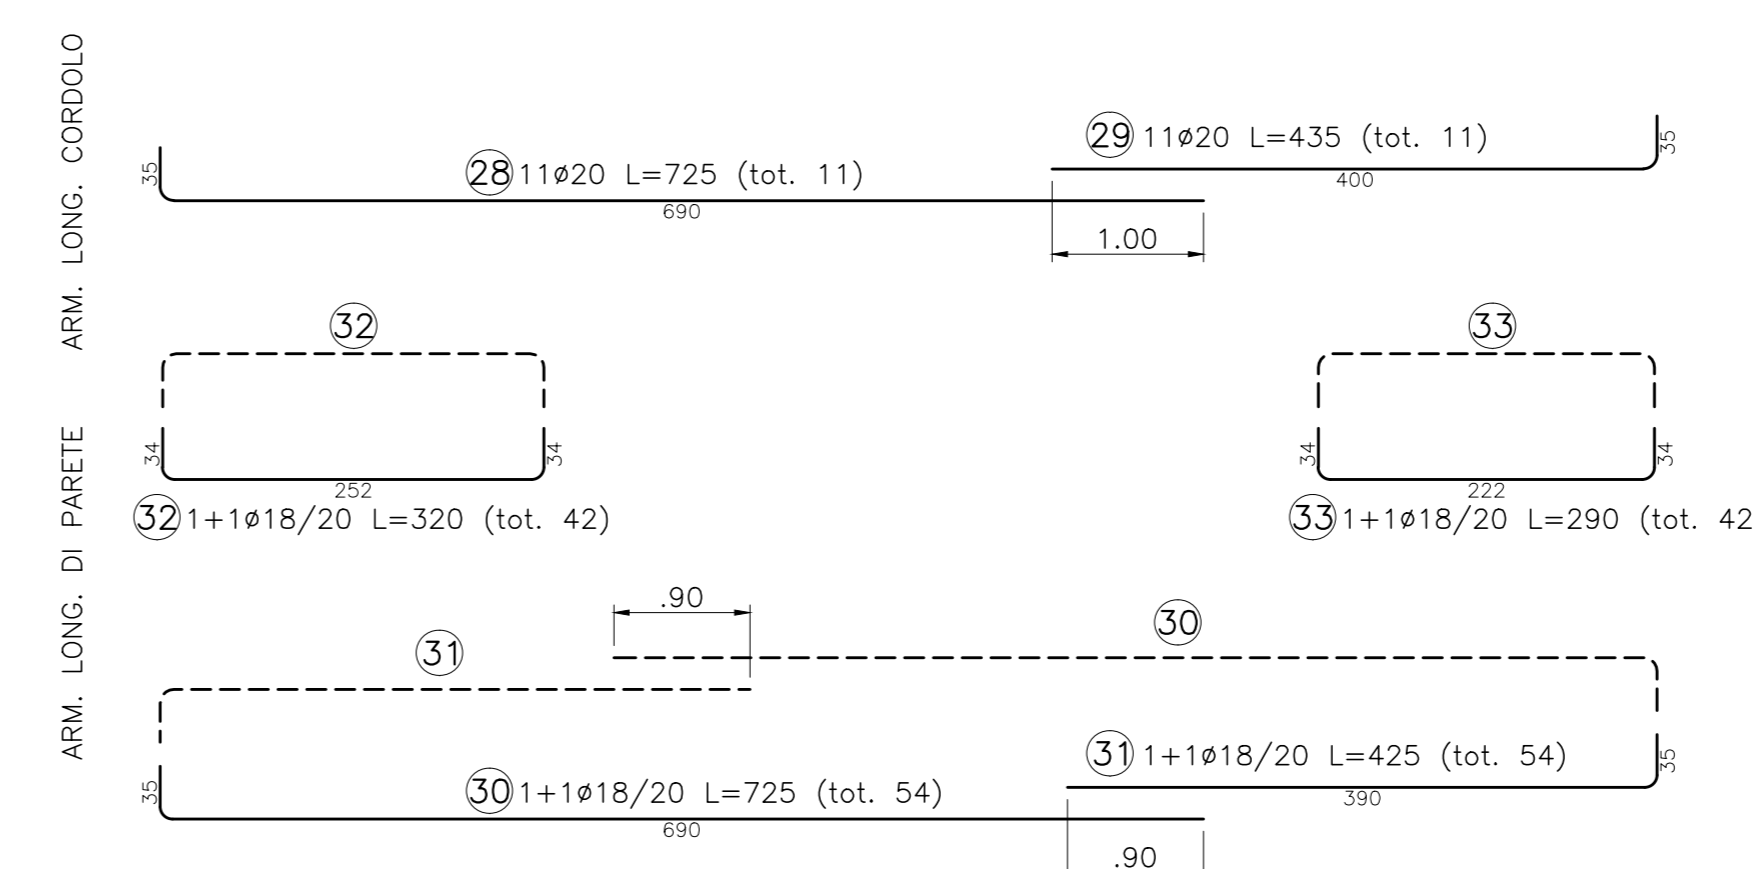 ARM. LONG. CORDOLO
35
28 11ø20 L=725 (tot. 11)
690
29 11ø20 L=435 (tot. 11)
400
35
1.00
32
33
34
34
252
32 1+1ø18/20 L=320 (tot. 42)
34
34
222
33 1+1ø18/20 L=290 (tot. 42
ARM. LONG. DI PARETE
.90
31
30
35
30 1+1ø18/20 L=725 (tot. 54)
690
31 1+1ø18/20 L=425 (tot. 54)
390
35
.90